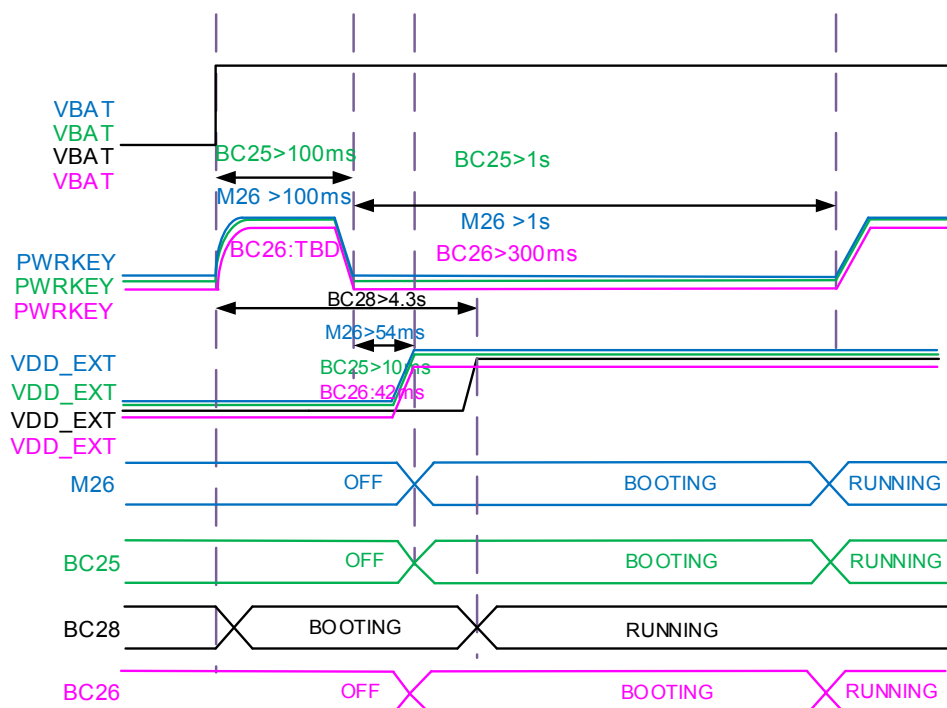 VBAT
VBAT
VBAT
VBAT
BC25>100ms
BC25>1s
M26 >100ms
M26 >1s
BC26:TBD
BC26>300ms
PWRKEY
PWRKEY
PWRKEY
BC28>4.3s
M26>54ms
VDD_EXT
BC25>10ms
VDD_EXT
BC26:42ms
VDD_EXT
VDD_EXT
M26 OFF BOOTING RUNNING
BC25 OFF BOOTING RUNNING
BC28 BOOTING RUNNING
BC26 OFF BOOTING RUNNING